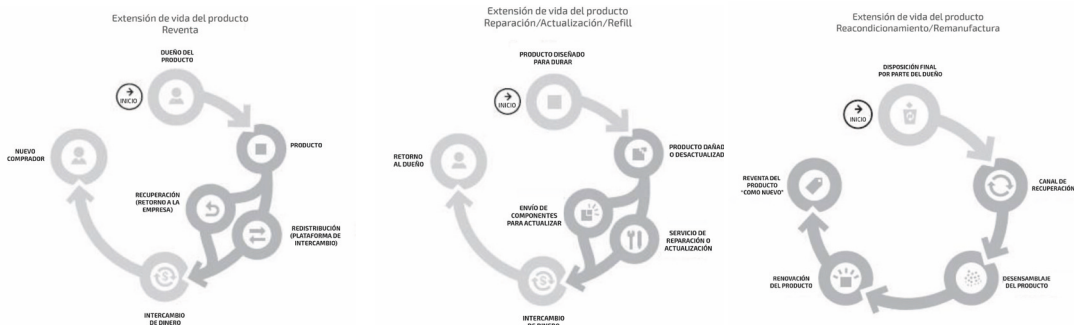 Extensión de vida del producto
Reventa
DUEÑO DEL
PRODUCTO
INICIO
PRODUCTO
NUEVO
COMPRADOR
RECUPERACIÓN
(RETORNO A LA
EMPRESA)
REDISTRIBUCIÓN
(PLATAFORMA DE
INTERCAMBIO)
INTERCAMBIO
DE DINERO
Extensión de vida del producto
Reparación/Actualización/Refill
PRODUCTO DISEÑADO
PARA DURAR
INICIO
PRODUCTO DAÑAD
O DESACTUALIZAD
RETORNO
AL DUEÑO
ENVÍO DE
COMPONENTES
PARA ACTUALIZAR
SERVICIO DE
REPARACIÓN O
ACTUALIZACIÓN
INTERCAMBIO
DE DINERO
Extensión de vida del producto
Reacondicionamiento/Remanufactura
DISPOSICIÓN FINAL
POR PARTE DEL DUEÑO
INICIO
CANAL DE
RECUPERACIÓN
REVENTA DEL
PRODUCTO
"COMO NUEVO"
RENOVACIÓN
DEL PRODUCTO
DESENSAMBLAJE
DEL PRODUCTO